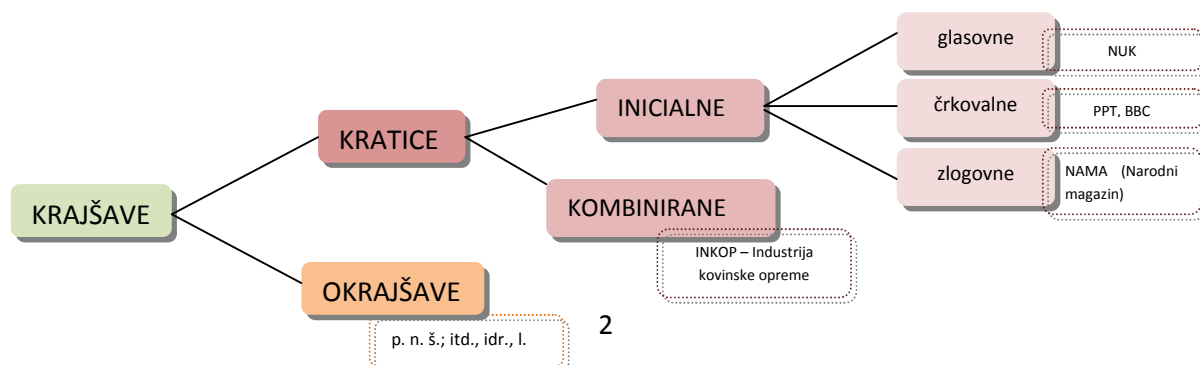 glasovne
NUK
črkovalne
PPT, BBC
INICIALNE
KRATICE
zlogovne
NAMA (Narodni
magazin)
KRAJŠAVE
KOMBINIRANE
INKOP – Industrija
kovinske opreme
OKRAJŠAVE
p. n. š.; itd., idr., l.
2